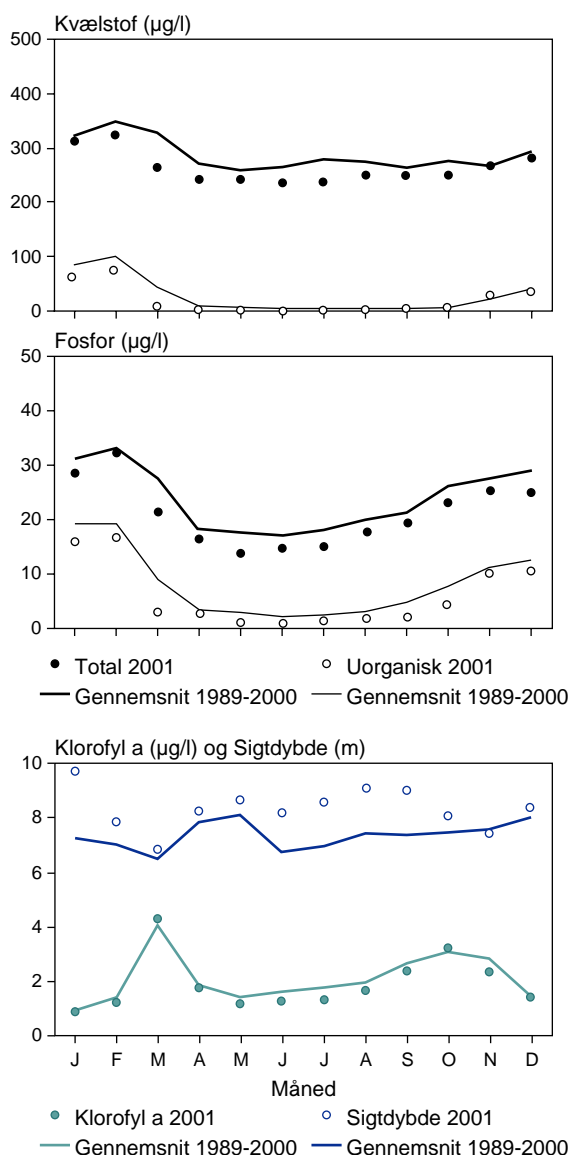 Kvælstof (µg/l)
500
400
300
200
100
0
Fosfor (µg/l)
50
40
30
20
10
0
Total 2001 Uorganisk 2001
Gennemsnit 1989-2000 Gennemsnit 1989-2000
Klorofyl a (µg/l) og Sigtdybde (m)
10
8
6
4
2
0
J F M A M J J A S O N D
Måned
Klorofyl a 2001 Sigtdybde 2001
Gennemsnit 1989-2000 Gennemsnit 1989-2000